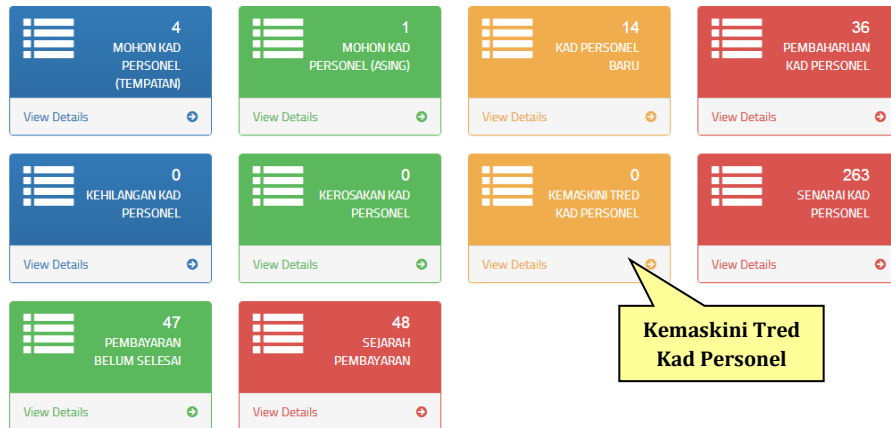 4
MOHON KAD
PERSONEL
(TEMPATAN)
View Details
1
MOHON KAD
PERSONEL (ASING)
View Details
14
KAD PERSONEL
BARU
View Details
36
PEMBAHARUAN
KAD PERSONEL
View Details
0
KEHILANGAN KAD
PERSONEL
View Details
0
KEROSAKAN KAD
PERSONEL
View Details
0
KEMASKINI TRED
KAD PERSONEL
View Details
263
SENARAI KAD
PERSONEL
View Details
Kemaskini Tred
Kad Personel
47
PEMBAYARAN
BELUM SELESAI
View Details
48
SEJARAH
PEMBAYARAN
View Details